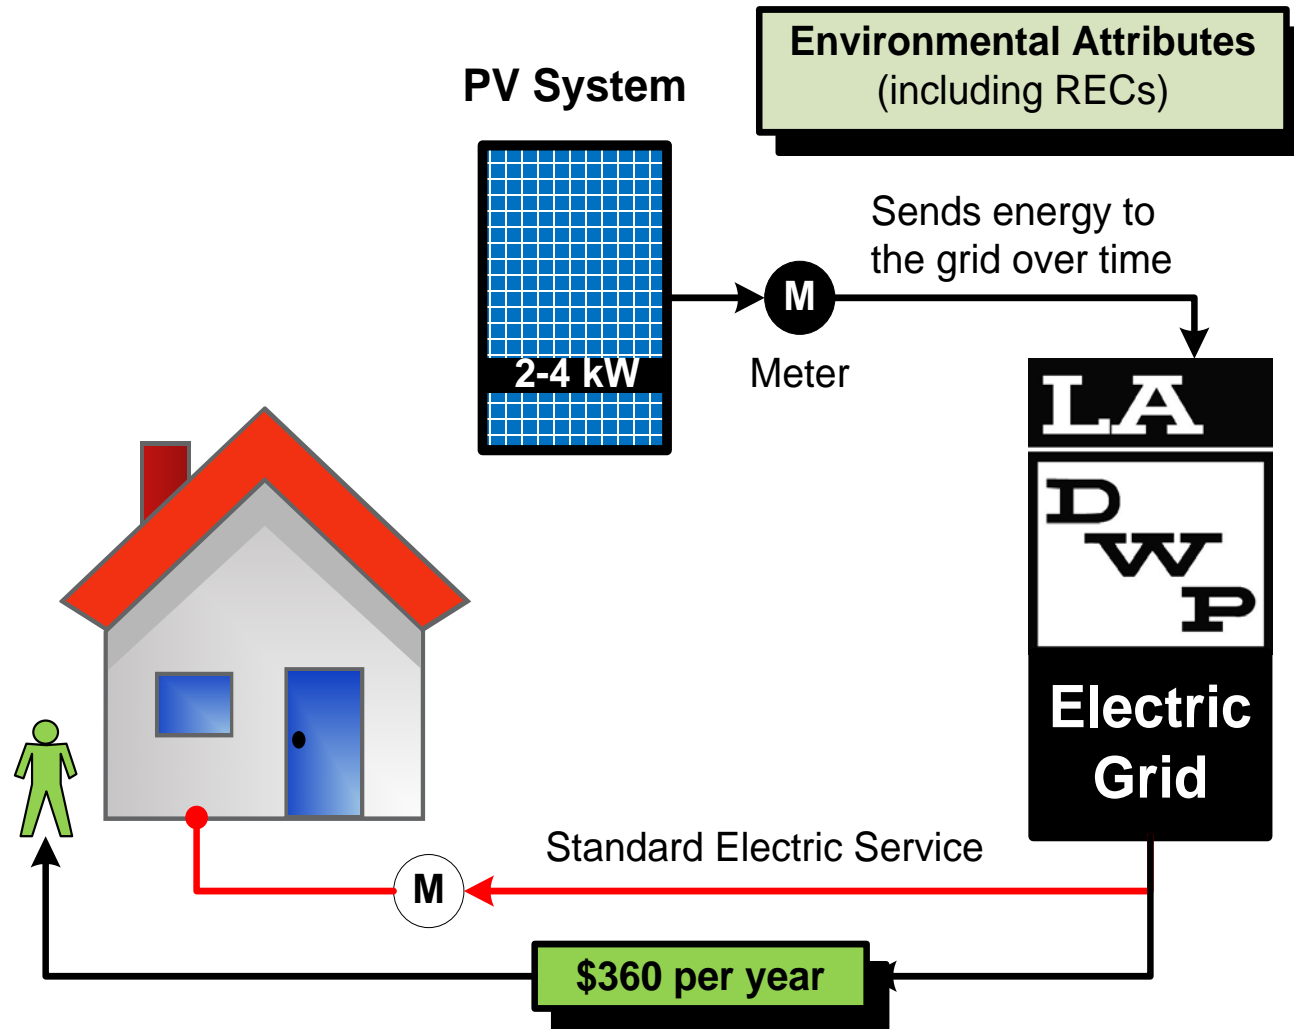 Environmental Attributes
(including RECs)
PV System
Sends energy to
the grid over time
M
Meter
2-4 kW
LA
D
W
P
Electric
Grid
Standard Electric Service
M
$360 per year